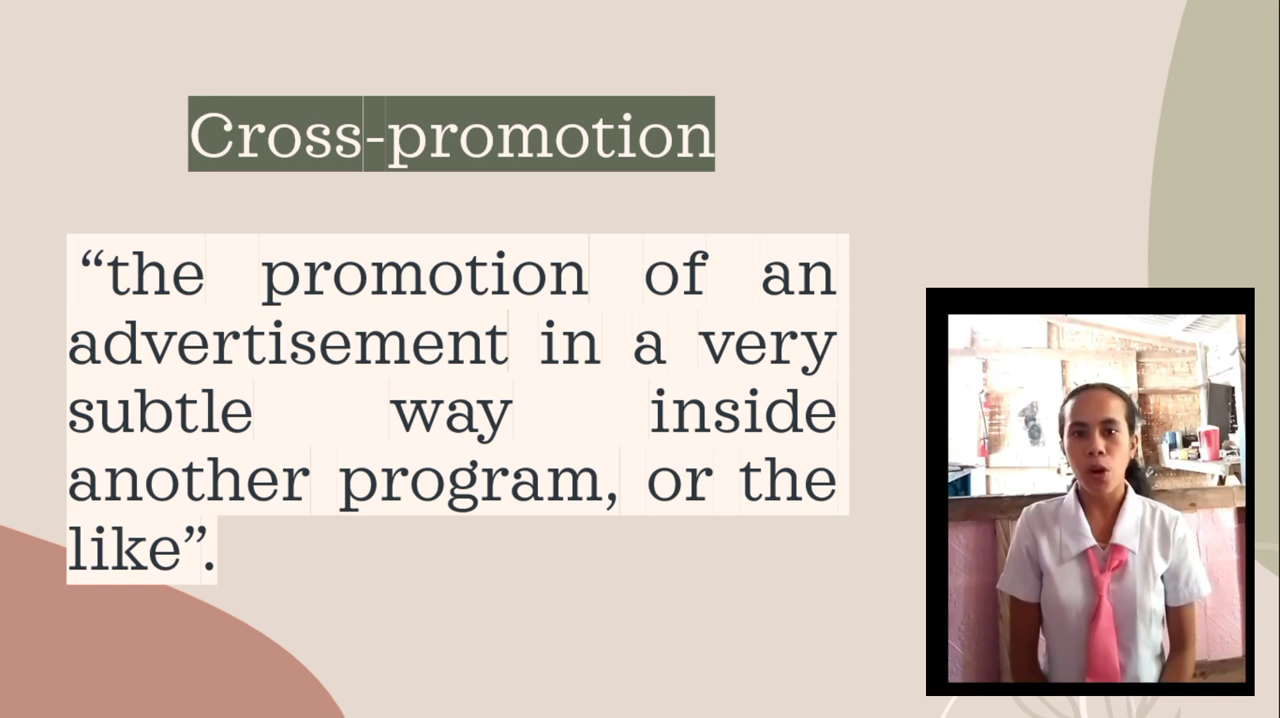 Cross-promotion
“the promotion of an
advertisement in a very
subtle way inside
another program, or the
like”.